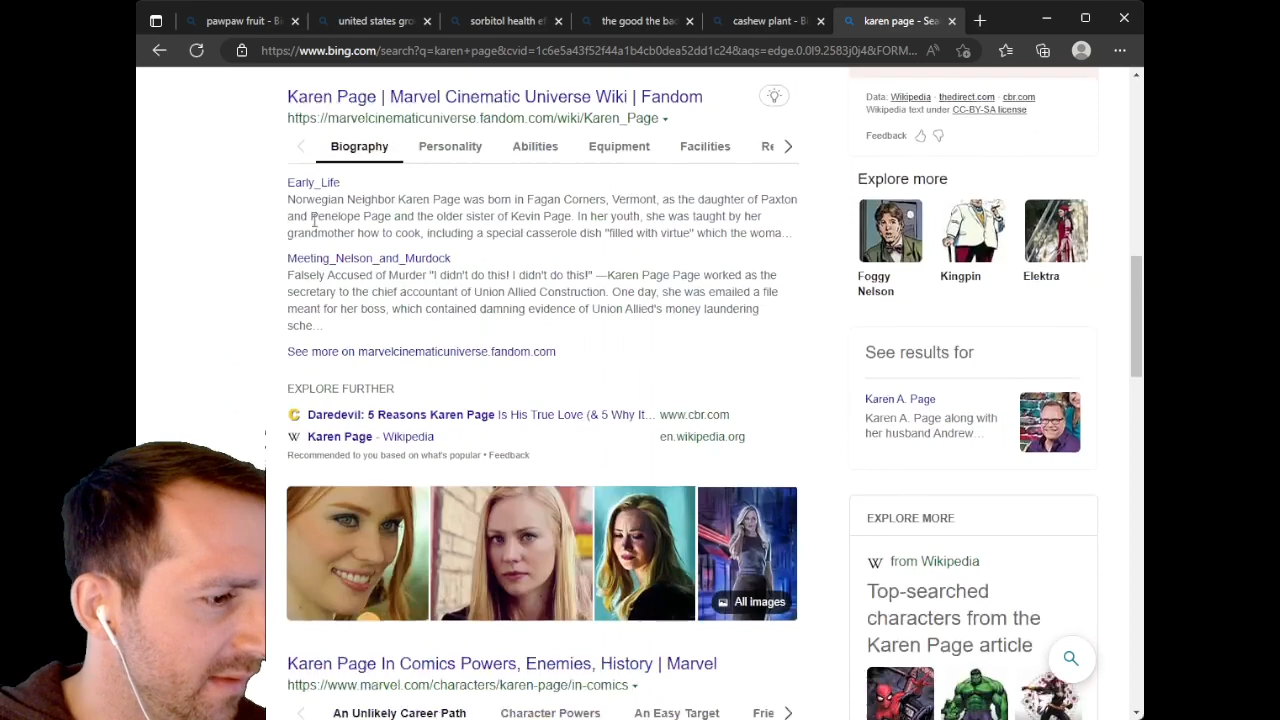 pawpaw fruit - Bi
united states gro
sorbitol health ef
the good the bac
cashew plant - Bi
karen page - Sea
https://www.bing.com/search?q=karen+page&cvid=1c6e5a43f52f44a1b4cb0dea52dd1c24&aqs=edge.0.0l9.2583j0j4&FORM...
Karen Page | Marvel Cinematic Universe Wiki | Fandom
https://marvelcinematicuniverse.fandom.com/wiki/Karen_Page
Biography Personality Abilities Equipment Facilities Re
Early_Life
Norwegian Neighbor Karen Page was born in Fagan Corners, Vermont, as the daughter of Paxton
and Penelope Page and the older sister of Kevin Page. In her youth, she was taught by her
grandmother how to cook, including a special casserole dish "filled with virtue" which the woma...
Meeting_Nelson_and_Murdock
Falsely Accused of Murder "I didn't do this! I didn't do this!" —Karen Page Page worked as the
secretary to the chief accountant of Union Allied Construction. One day, she was emailed a file
meant for her boss, which contained damning evidence of Union Allied's money laundering
sche...
See more on marvelcinematicuniverse.fandom.com
EXPLORE FURTHER
Daredevil: 5 Reasons Karen Page Is His True Love (& 5 Why It... www.cbr.com
Karen Page - Wikipedia en.wikipedia.org
Recommended to you based on what's popular • Feedback
All images
Karen Page In Comics Powers, Enemies, History | Marvel
https://www.marvel.com/characters/karen-page/in-comics
An Unlikely Career Path Character Powers An Easy Target Frie
Data: Wikipedia · thedirect.com · cbr.com
Wikipedia text under CC-BY-SA license
Feedback
Explore more
Foggy
Nelson
Kingpin
Elektra
See results for
Karen A. Page
Karen A. Page along with
her husband Andrew...
EXPLORE MORE
W from Wikipedia
Top-searched
characters from the
Karen Page article